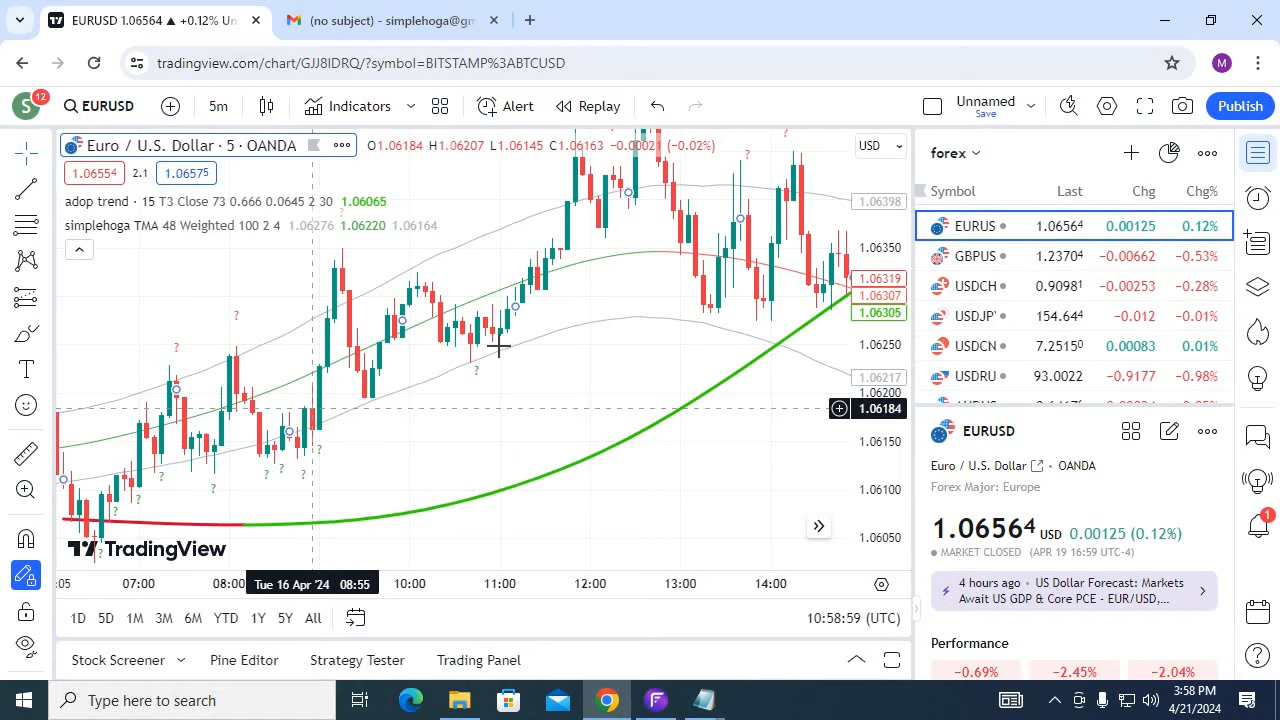 EURUSD 1.06564 ▲ +0.12% Un
(no subject) - simplehoga@gm
tradingview.com/chart/GJJ8IDRQ/?symbol=BITSTAMP%3ABTCUSD
M
S
12
EURUSD
5m
Indicators
Alert
Replay
Unnamed
Save
Publish
Euro / U.S. Dollar · 5 · OANDA
O1.06184 H1.06207 L1.06145 C1.06163 −0.0002 (−0.02%)
USD
1.06554
2.1
1.06575
adop trend · 15 T3 Close 73 0.666 0.0645 2 30 1.06065
simplehoga TMA 48 Weighted 100 2 4 1.06276 1.06220 1.06164
1.06398
1.06350
1.06319
1.06307
1.06305
1.06250
1.06217
1.06200
1.06184
1.06150
1.06100
1.06050
TradingView
:05
07:00
08:00
Tue 16 Apr '24 08:55
10:00
11:00
12:00
13:00
14:00
1D 5D 1M 3M 6M YTD 1Y 5Y All
10:58:59 (UTC)
Stock Screener
Pine Editor
Strategy Tester
Trading Panel
forex
Symbol Last Chg Chg%
EURUS 1.06564 0.00125 0.12%
GBPUS 1.23704 −0.00662 −0.53%
USDCH 0.90981 −0.00253 −0.28%
USDJP 154.644 −0.012 −0.01%
USDCN 7.25150 0.00083 0.01%
USDRU 93.0022 −0.9177 −0.98%
EURUSD
Euro / U.S. Dollar · OANDA
Forex Major: Europe
1.06564 USD 0.00125 (0.12%)
MARKET CLOSED (APR 19 16:59 UTC-4)
4 hours ago · US Dollar Forecast: Markets
Await US GDP & Core PCE - EUR/USD,...
Performance
−0.69% −2.45% −2.04%
1
Type here to search
3:58 PM
4/21/2024